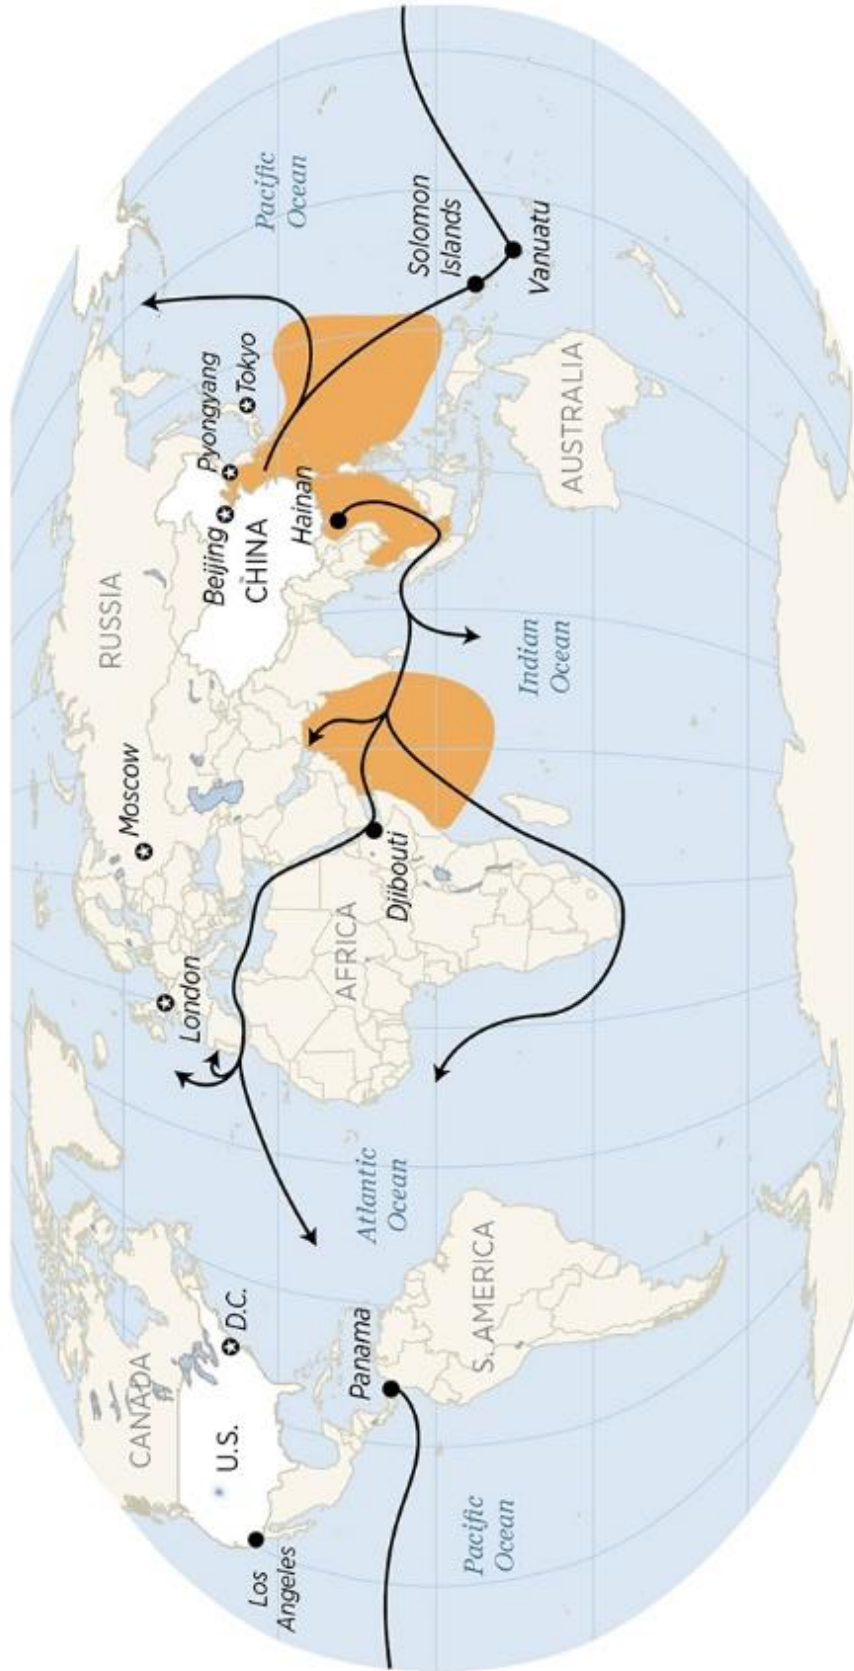 CANADA
U.S.
D.C.
Los
Angeles
Pacific
Ocean
Panama
S. AMERICA
Atlantic
Ocean
London
Moscow
AFRICA
Djibouti
RUSSIA
Beijing
CHINA
Pyongyang
Tokyo
Hainan
Indian
Ocean
AUSTRALIA
Pacific
Ocean
Solomon
Islands
Vanuatu